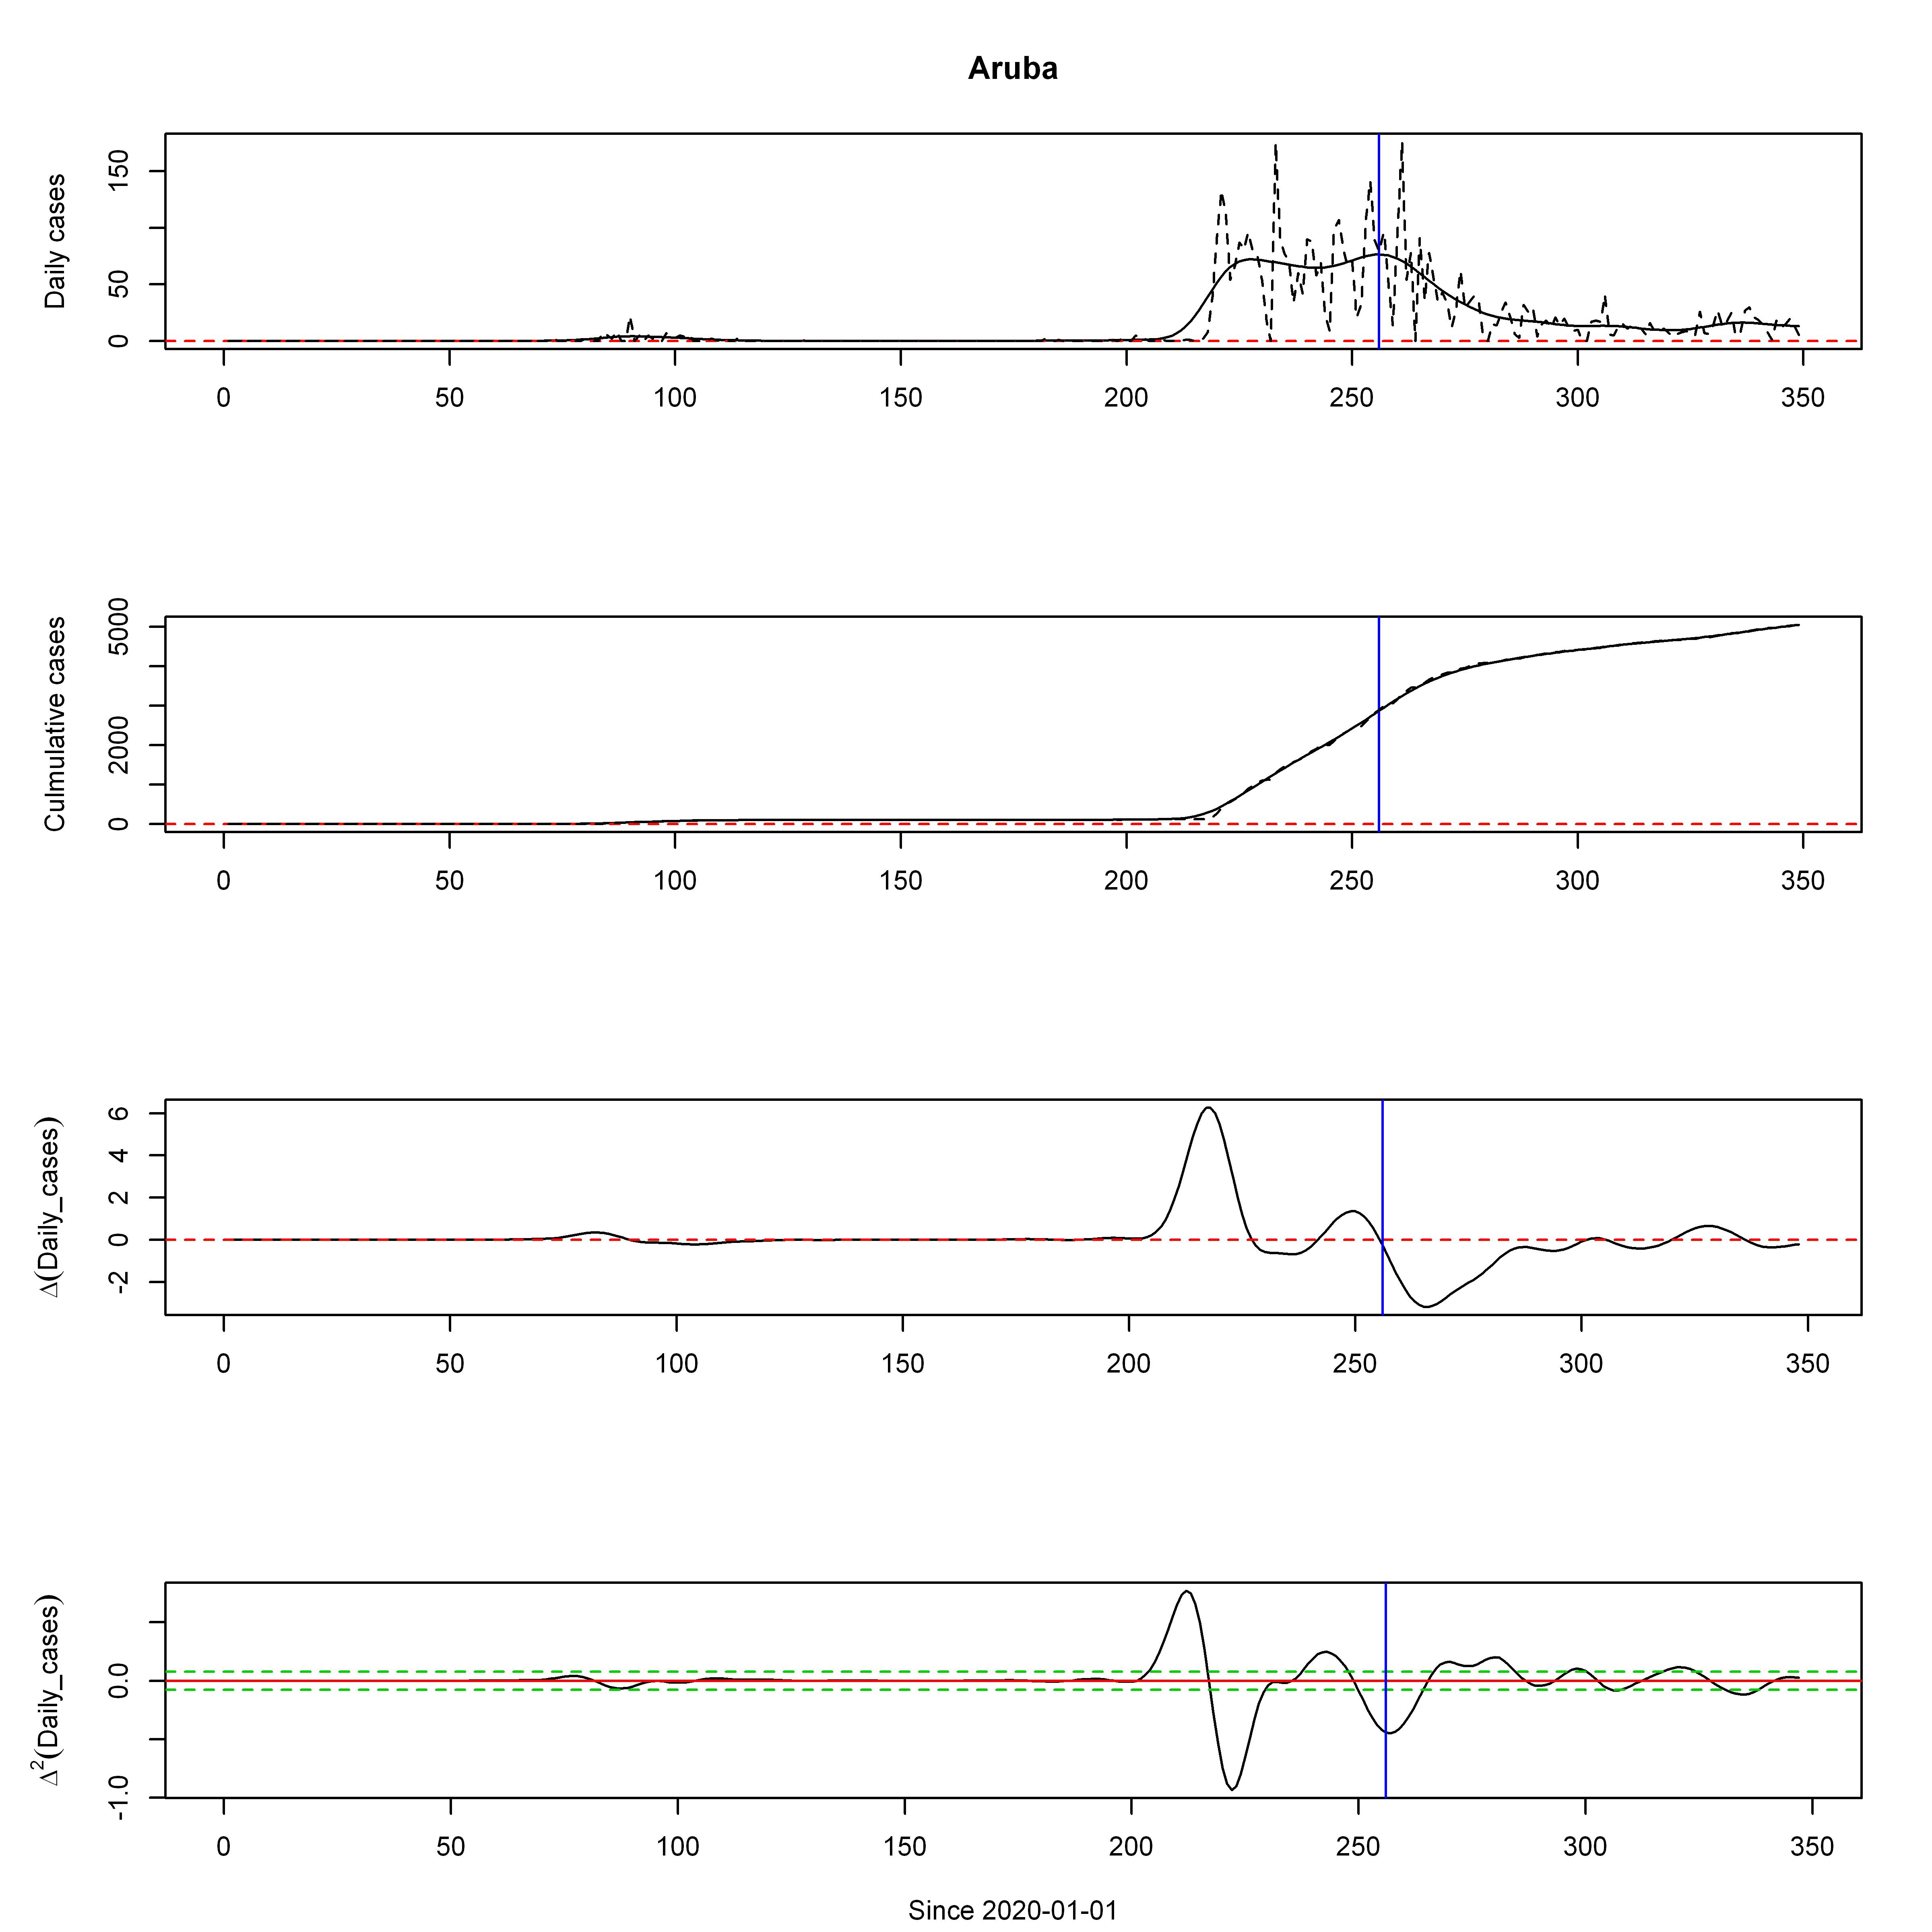 Aruba
Daily cases
0 50 150
0 50 100 150 200 250 300 350
Culmulative cases
0 2000 5000
0 50 100 150 200 250 300 350
Δ(Daily_cases)
-2 0 2 4 6
0 50 100 150 200 250 300 350
Δ²(Daily_cases)
-1.0 0.0
0 50 100 150 200 250 300 350
Since 2020-01-01